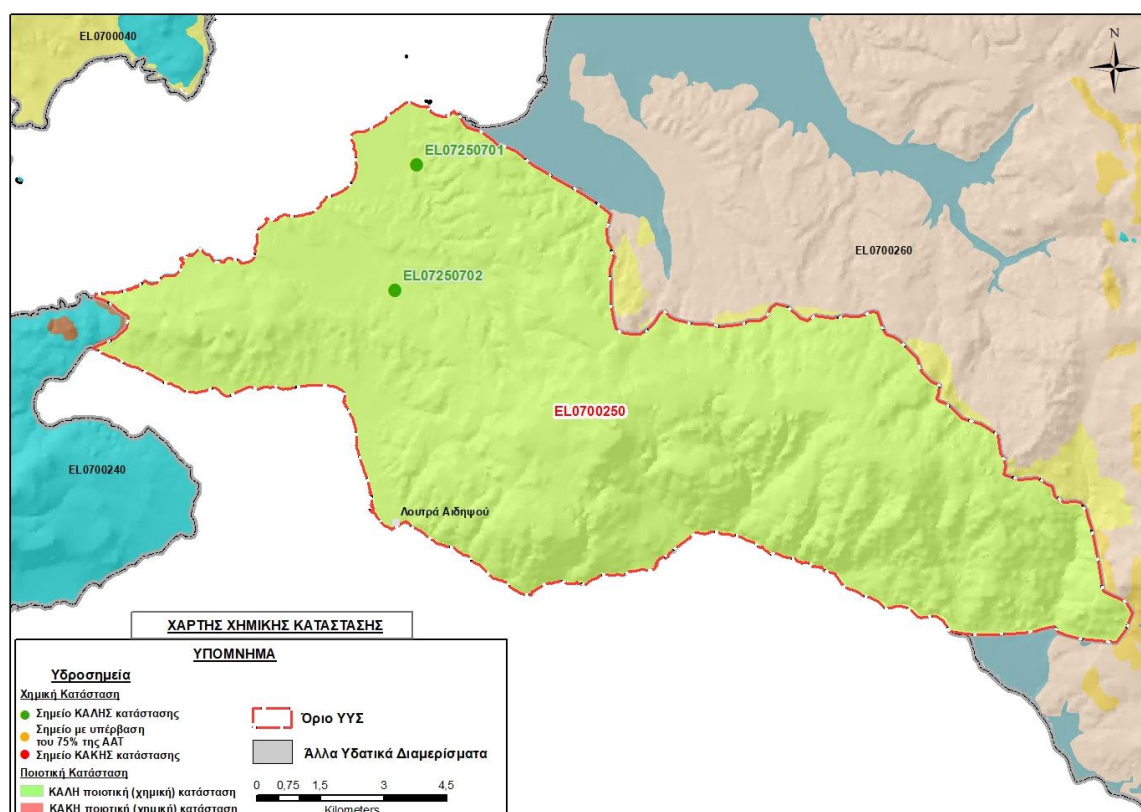 EL0700040
N
EL07250701
EL0700260
EL07250702
EL0700250
EL0700240
Λουτρά Αιδηψού
ΧΑΡΤΗΣ ΧΗΜΙΚΗΣ ΚΑΤΑΣΤΑΣΗΣ
ΥΠΟΜΝΗΜΑ
Υδροσημεία
Χημική Κατάσταση
Σημείο ΚΑΛΗΣ κατάστασης
Σημείο με υπέρβαση
του 75% της ΑΑΤ
Σημείο ΚΑΚΗΣ κατάστασης
Ποιοτική Κατάσταση
ΚΑΛΗ ποιοτική (χημική) κατάσταση
ΚΑΚΗ ποιοτική (χημική) κατάσταση
Όριο ΥΥΣ
Άλλα Υδατικά Διαμερίσματα
0 0,75 1,5 3 4,5
Kilometers